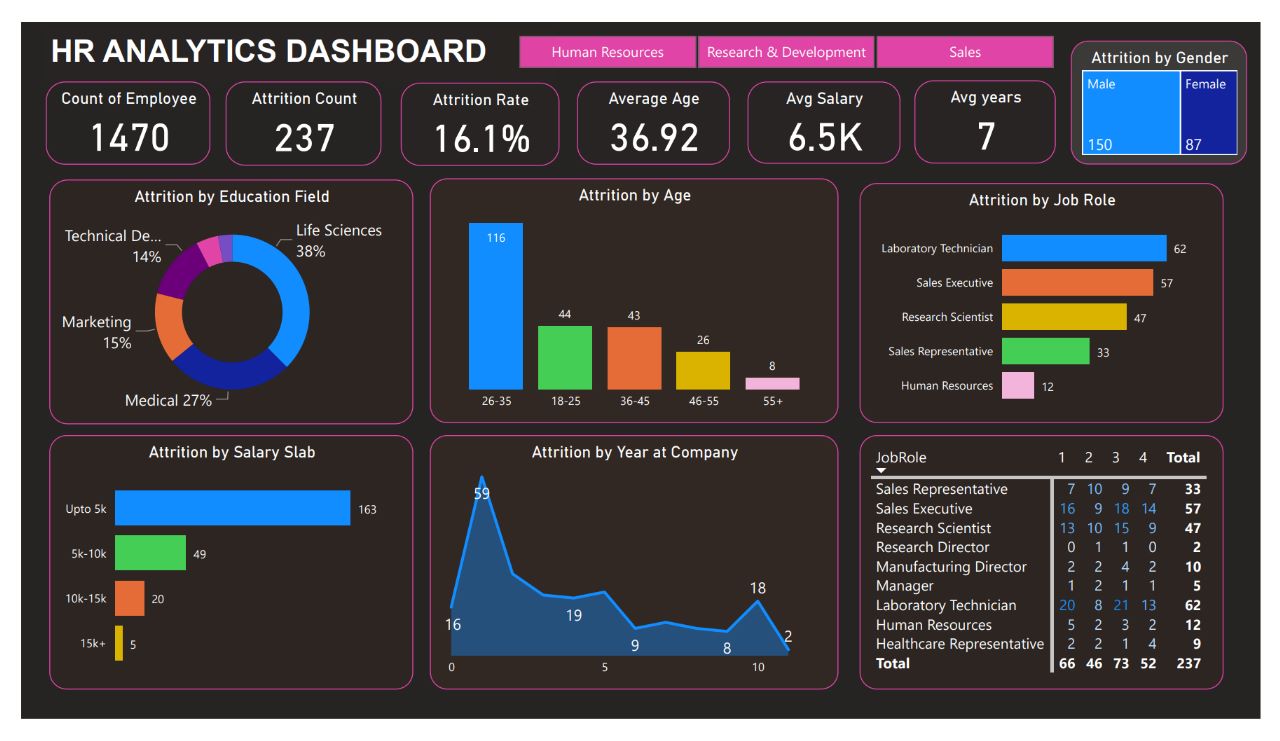 HR ANALYTICS DASHBOARD
Human Resources
Research & Development
Sales
Count of Employee
1470
Attrition Count
237
Attrition Rate
16.1%
Average Age
36.92
Avg Salary
6.5K
Avg years
7
Attrition by Gender
Male
Female
150
87
Attrition by Education Field
Life Sciences
38%
Technical De...
14%
Marketing
15%
Medical 27%
Attrition by Age
116
44
43
26
8
26-35
18-25
36-45
46-55
55+
Attrition by Job Role
Laboratory Technician 62
Sales Executive 57
Research Scientist 47
Sales Representative 33
Human Resources 12
Attrition by Salary Slab
Upto 5k 163
5k-10k 49
10k-15k 20
15k+ 5
Attrition by Year at Company
59
16
19
9
8
18
2
0
5
10
JobRole 1 2 3 4 Total
Sales Representative 7 10 9 7 33
Sales Executive 16 9 18 14 57
Research Scientist 13 10 15 9 47
Research Director 0 1 1 0 2
Manufacturing Director 2 2 4 2 10
Manager 1 2 1 1 5
Laboratory Technician 20 8 21 13 62
Human Resources 5 2 3 2 12
Healthcare Representative 2 2 1 4 9
Total 66 46 73 52 237